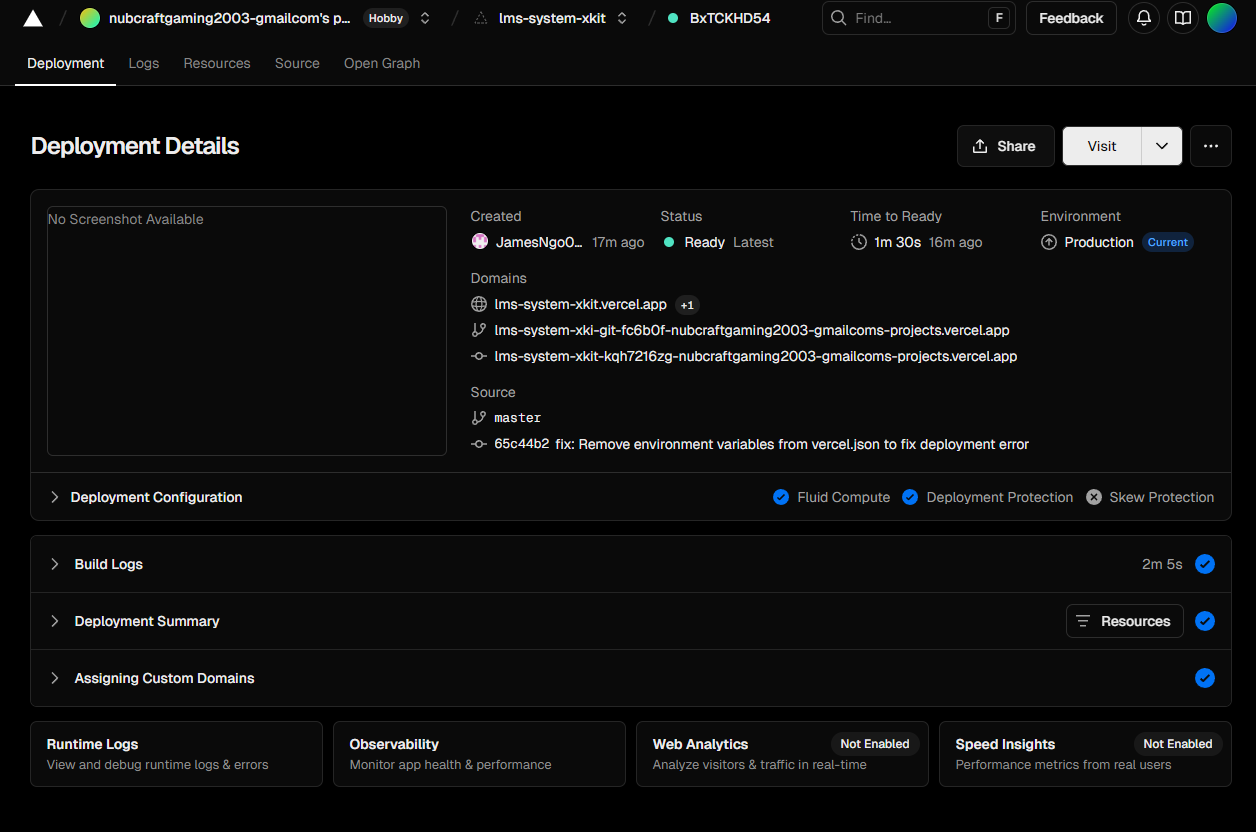 nubcraftgaming2003-gmailcom's p... Hobby lms-system-xkit BxTCKHD54 Find... F Feedback
Deployment Logs Resources Source Open Graph
Deployment Details Share Visit
No Screenshot Available
Created Status Time to Ready Environment
JamesNgo0... 17m ago Ready Latest 1m 30s 16m ago Production Current
Domains
lms-system-xkit.vercel.app +1
lms-system-xki-git-fc6b0f-nubcraftgaming2003-gmailcoms-projects.vercel.app
lms-system-xkit-kqh7216zg-nubcraftgaming2003-gmailcoms-projects.vercel.app
Source
master
65c44b2 fix: Remove environment variables from vercel.json to fix deployment error
Deployment Configuration Fluid Compute Deployment Protection Skew Protection
Build Logs 2m 5s
Deployment Summary Resources
Assigning Custom Domains
Runtime Logs Observability Web Analytics Not Enabled Speed Insights Not Enabled
View and debug runtime logs & errors Monitor app health & performance Analyze visitors & traffic in real-time Performance metrics from real users